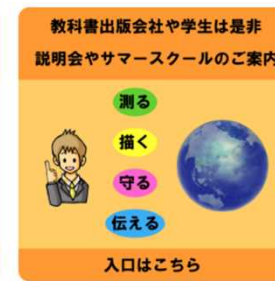 教科書出版会社や学生は是非
説明会やサマースクールのご案内
測る
描く
守る
伝える
入口はこちら